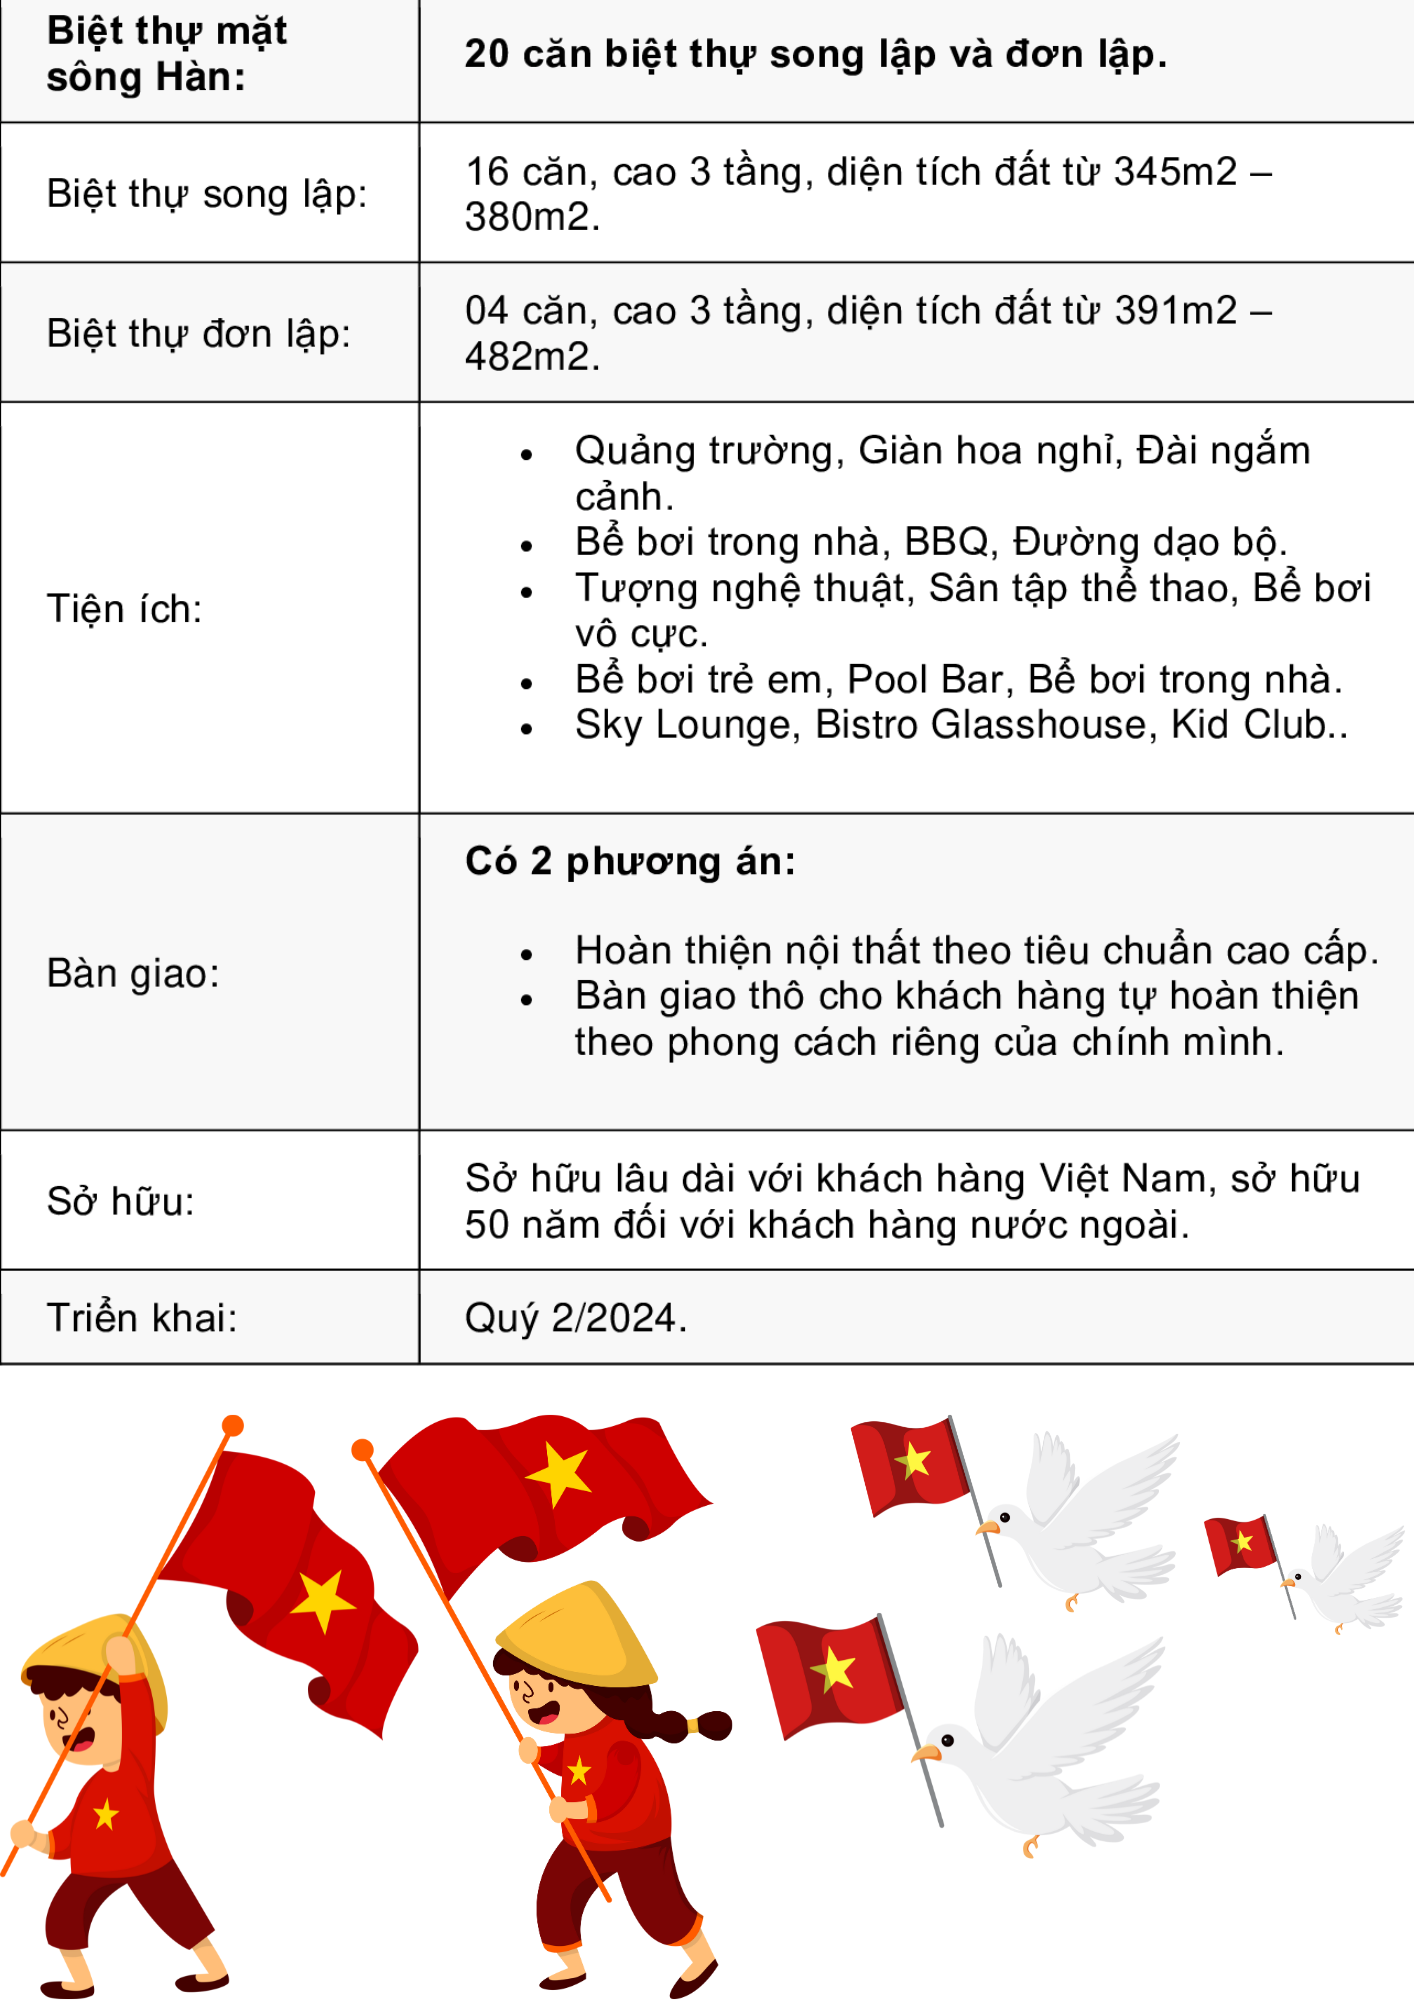 Biệt thự mặt
sông Hàn:
20 căn biệt thự song lập và đơn lập.
Biệt thự song lập:
16 căn, cao 3 tầng, diện tích đất từ 345m2 –
380m2.
Biệt thự đơn lập:
04 căn, cao 3 tầng, diện tích đất từ 391m2 –
482m2.
Tiện ích:
• Quảng trường, Giàn hoa nghỉ, Đài ngắm
cảnh.
• Bể bơi trong nhà, BBQ, Đường dạo bộ.
• Tượng nghệ thuật, Sân tập thể thao, Bể bơi
vô cực.
• Bể bơi trẻ em, Pool Bar, Bể bơi trong nhà.
• Sky Lounge, Bistro Glasshouse, Kid Club..
Bàn giao:
Có 2 phương án:
• Hoàn thiện nội thất theo tiêu chuẩn cao cấp.
• Bàn giao thô cho khách hàng tự hoàn thiện
theo phong cách riêng của chính mình.
Sở hữu:
Sở hữu lâu dài với khách hàng Việt Nam, sở hữu
50 năm đối với khách hàng nước ngoài.
Triển khai:
Quý 2/2024.